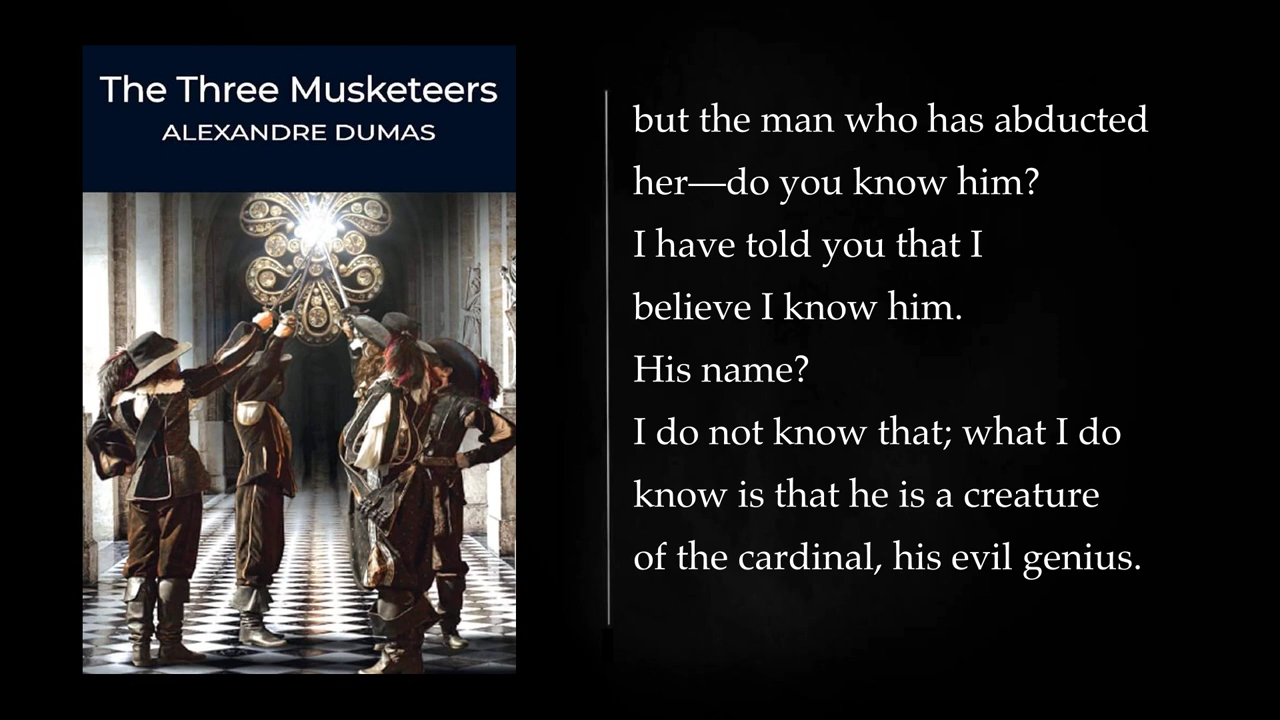 The Three Musketeers
ALEXANDRE DUMAS
but the man who has abducted
her—do you know him?
I have told you that I
believe I know him.
His name?
I do not know that; what I do
know is that he is a creature
of the cardinal, his evil genius.